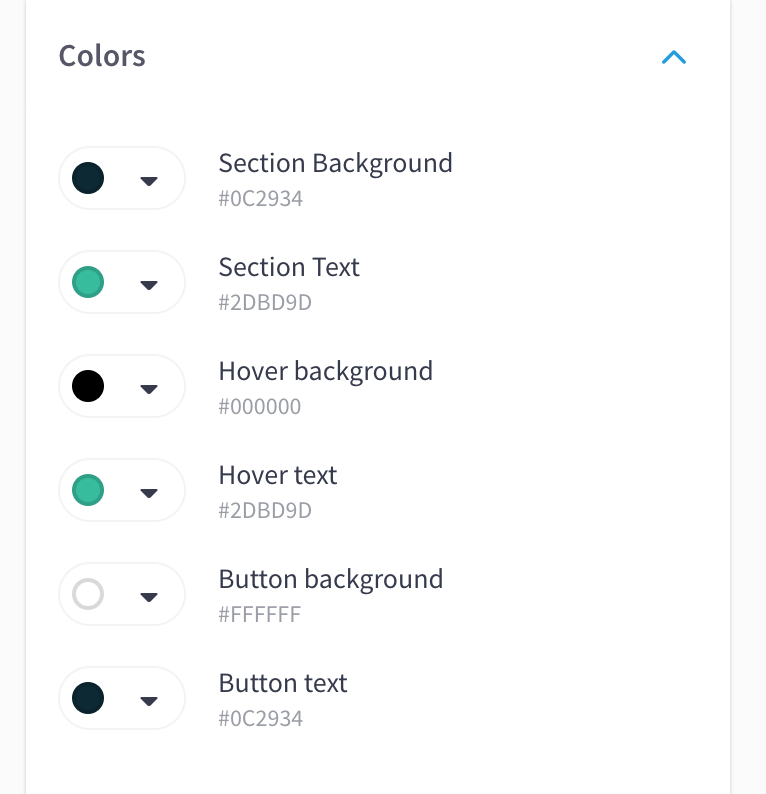 Colors
Section Background
#0C2934
Section Text
#2DBD9D
Hover background
#000000
Hover text
#2DBD9D
Button background
#FFFFFF
Button text
#0C2934